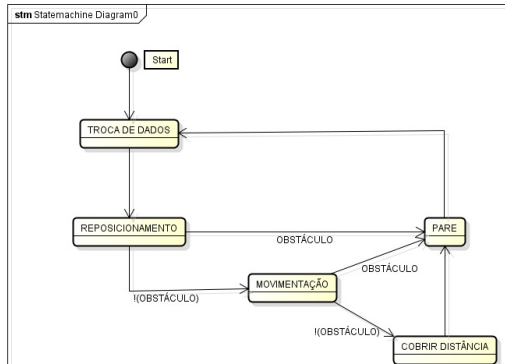 stm Statemachine Diagram0
Start
TROCA DE DADOS
REPOSICIONAMENTO
PARE
OBSTÁCULO
OBSTÁCULO
MOVIMENTAÇÃO
!(OBSTÁCULO)
!(OBSTÁCULO)
COBRIR DISTÂNCIA